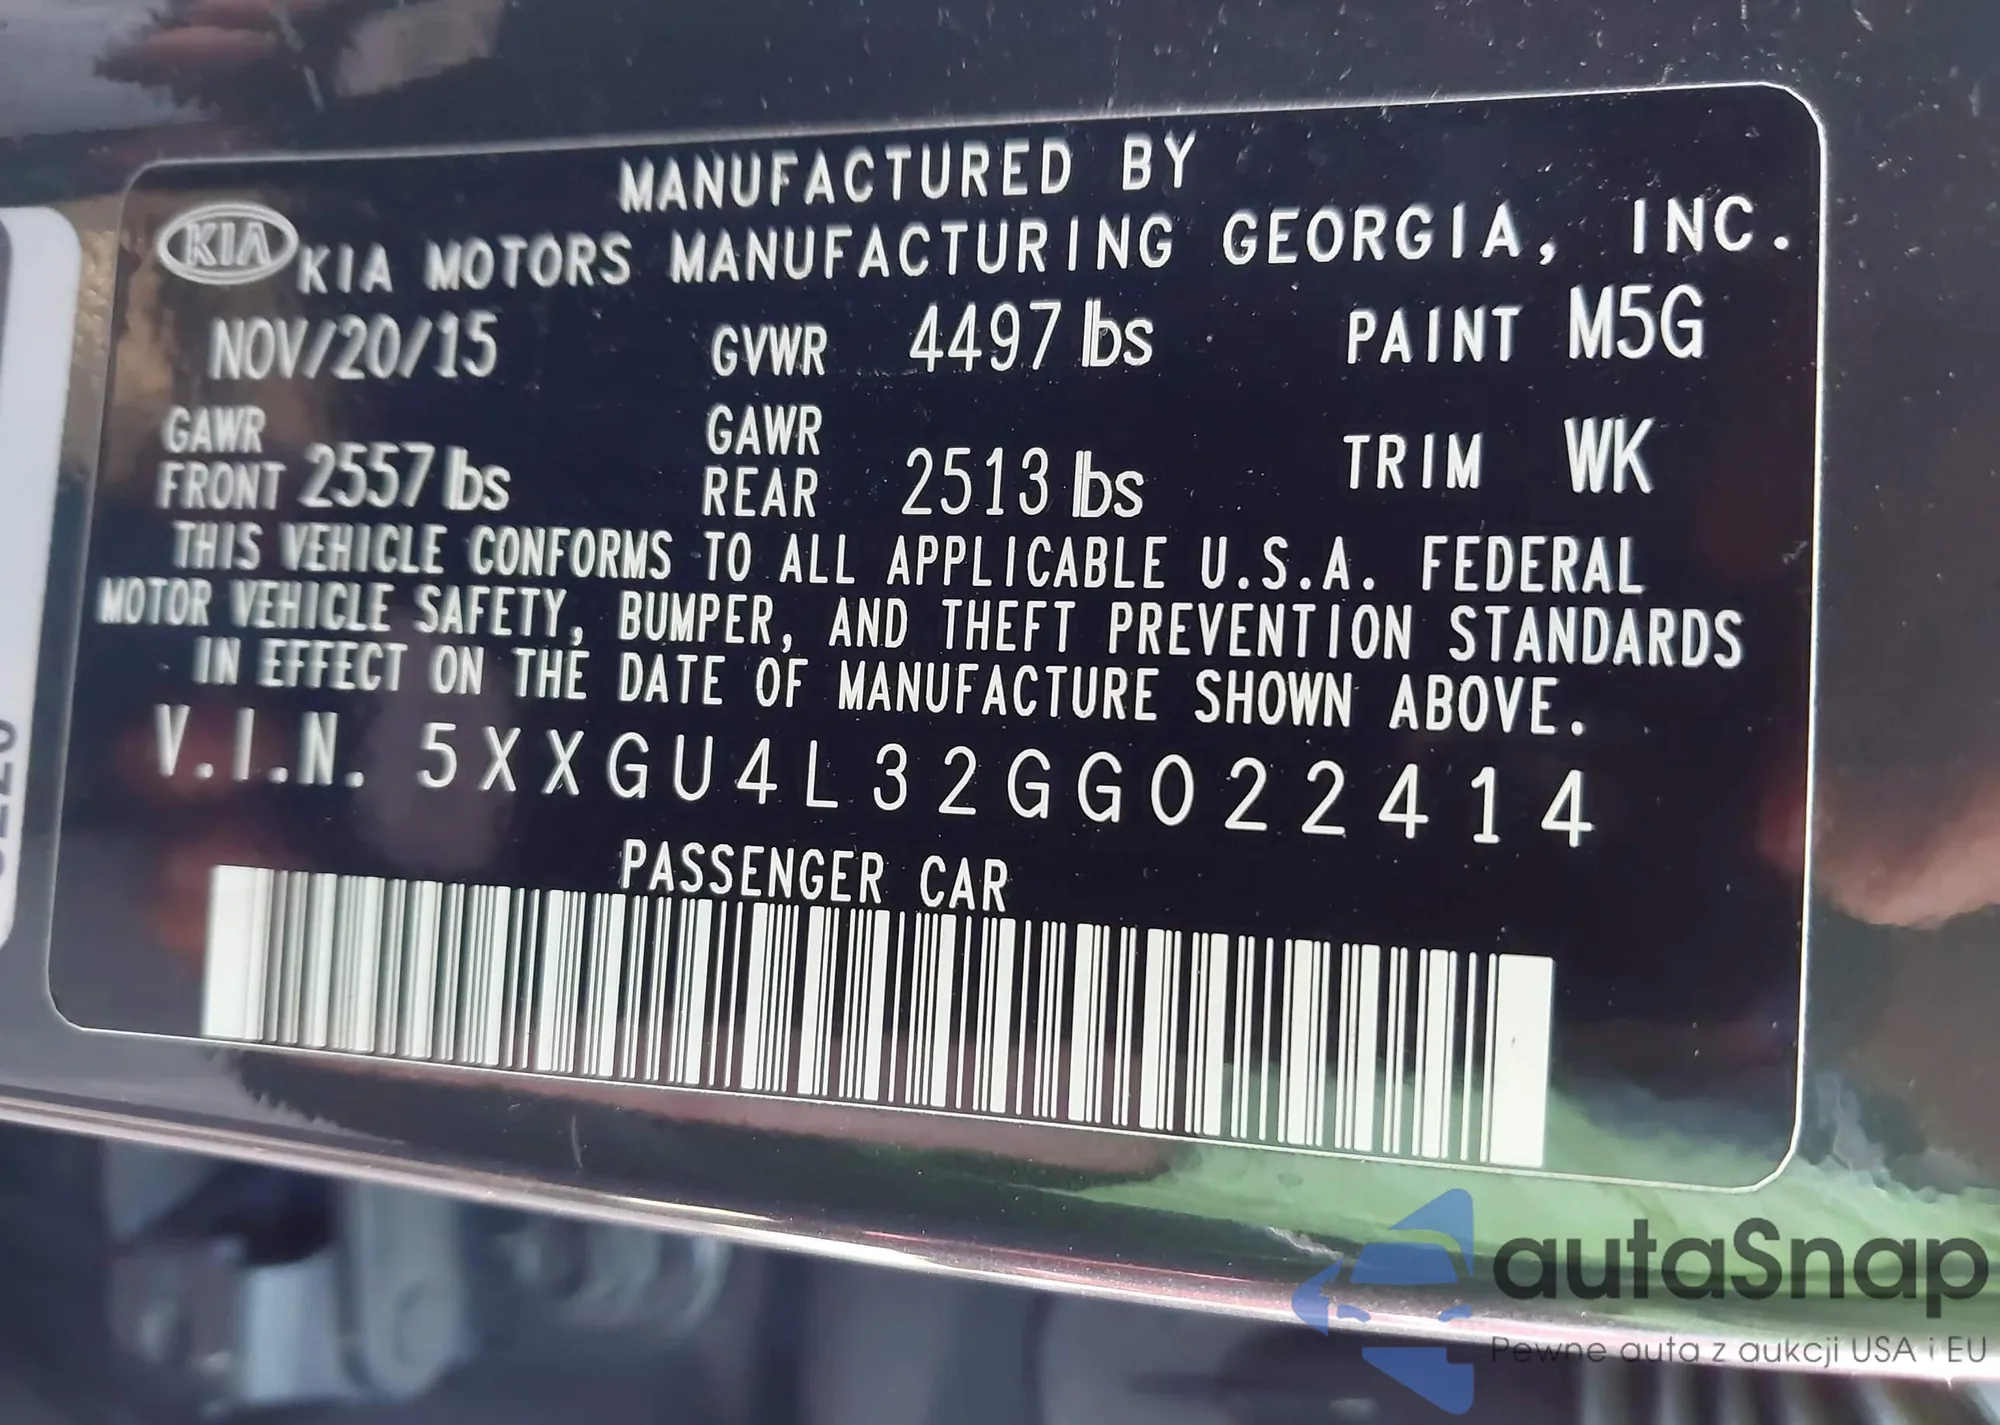 MANUFACTURED BY
KIA KIA MOTORS MANUFACTURING GEORGIA, INC.
NOV/20/15 GVWR 4497 lbs PAINT M5G
GAWR FRONT 2557 lbs GAWR REAR 2513 lbs TRIM WK
THIS VEHICLE CONFORMS TO ALL APPLICABLE U.S.A. FEDERAL
MOTOR VEHICLE SAFETY, BUMPER, AND THEFT PREVENTION STANDARDS
IN EFFECT ON THE DATE OF MANUFACTURE SHOWN ABOVE.
V.I.N. 5XXGU4L32GG022414
PASSENGER CAR
autaSnap
Pewne auta z aukcji USA i EU